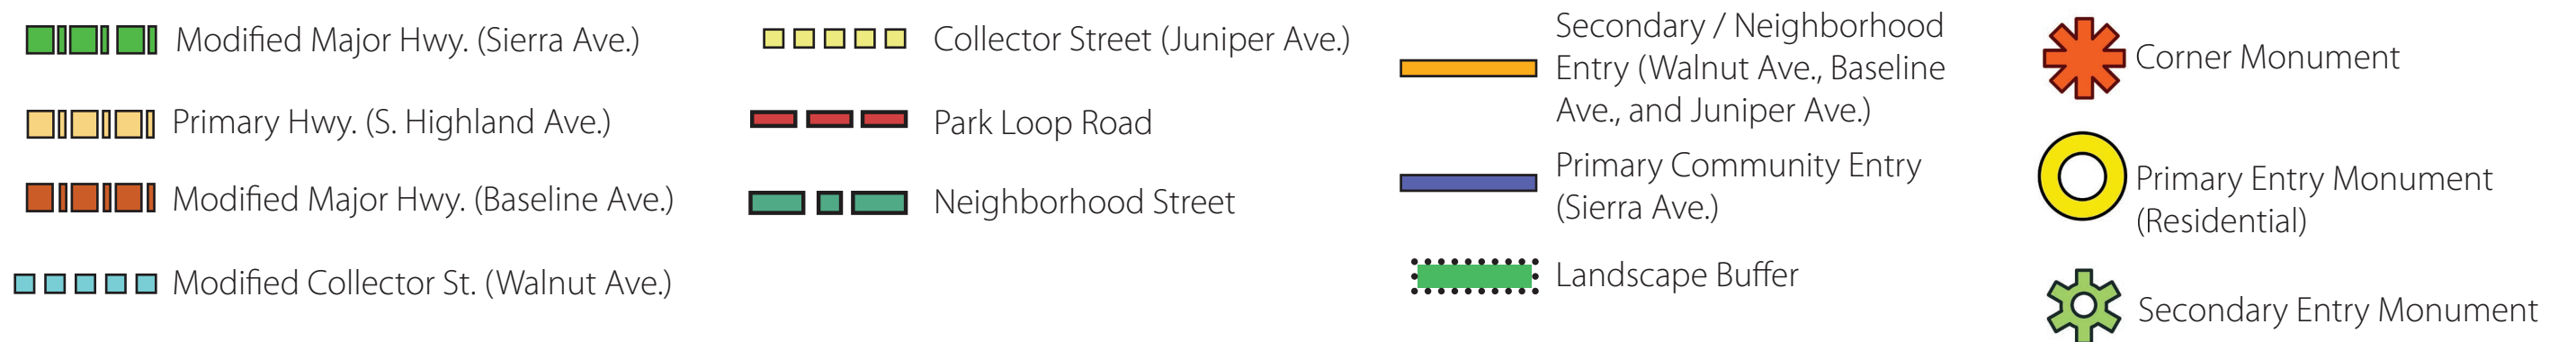 Modified Major Hwy. (Sierra Ave.)
Primary Hwy. (S. Highland Ave.)
Modified Major Hwy. (Baseline Ave.)
Modified Collector St. (Walnut Ave.)
Collector Street (Juniper Ave.)
Park Loop Road
Neighborhood Street
Secondary / Neighborhood
Entry (Walnut Ave., Baseline
Ave., and Juniper Ave.)
Primary Community Entry
(Sierra Ave.)
Landscape Buffer
Corner Monument
Primary Entry Monument
(Residential)
Secondary Entry Monument